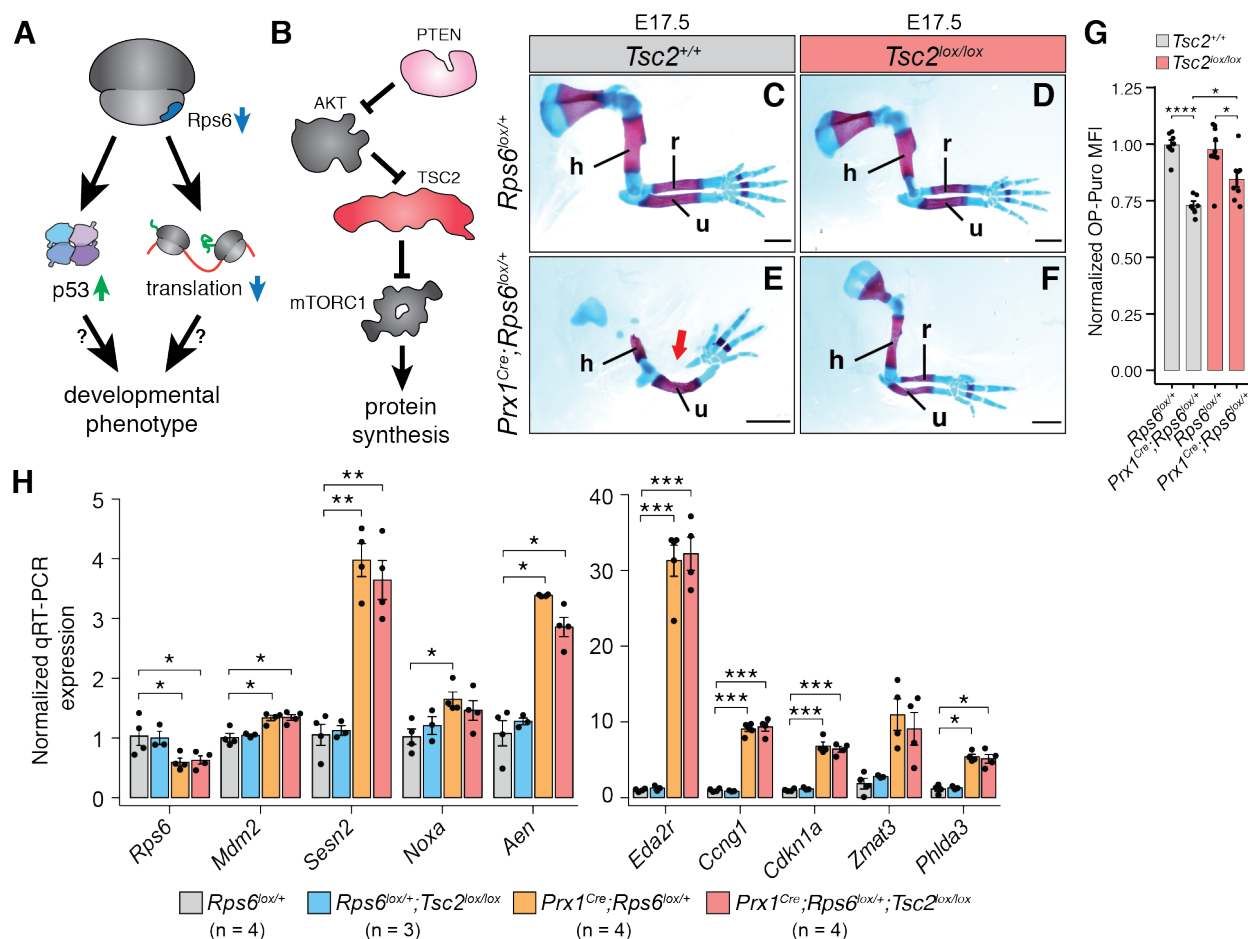 A
Rps6
p53
translation
?
?
developmental
phenotype
B
PTEN
AKT
TSC2
mTORC1
protein
synthesis
E17.5
E17.5
Tsc2+/+
Tsc2lox/lox
Rps6lox/+
Prx1Cre;Rps6lox/+
C
h
r
u
D
h
r
u
E
h
u
F
h
r
u
G
Tsc2+/+
Tsc2lox/lox
Normalized OP-Puro MFI
1.25
1.00
0.75
0.50
0.25
0.00
****
*
*
Rps6lox/+
Prx1Cre;Rps6lox/+
Rps6lox/+
Prx1Cre;Rps6lox/+
H
Normalized qRT-PCR
expression
5
4
3
2
1
0
*
*
*
*
**
**
*
*
*
Rps6
Mdm2
Sesn2
Noxa
Aen
40
30
20
10
0
***
***
***
***
***
***
*
*
Eda2r
Ccng1
Cdkn1a
Zmat3
Phlda3
Rps6lox/+
(n = 4)
Rps6lox/+;Tsc2lox/lox
(n = 3)
Prx1Cre;Rps6lox/+
(n = 4)
Prx1Cre;Rps6lox/+;Tsc2lox/lox
(n = 4)